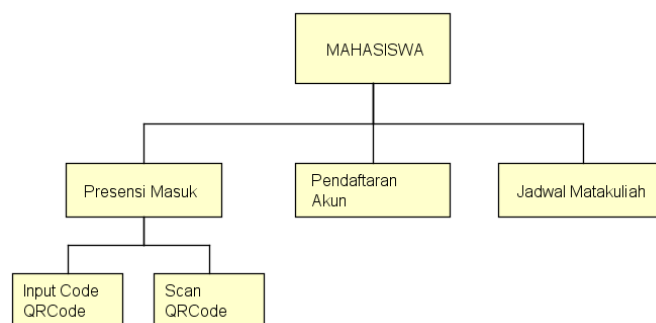 MAHASISWA
Presensi Masuk
Pendaftaran
Akun
Jadwal Matakuliah
Input Code
QRCode
Scan
QRCode